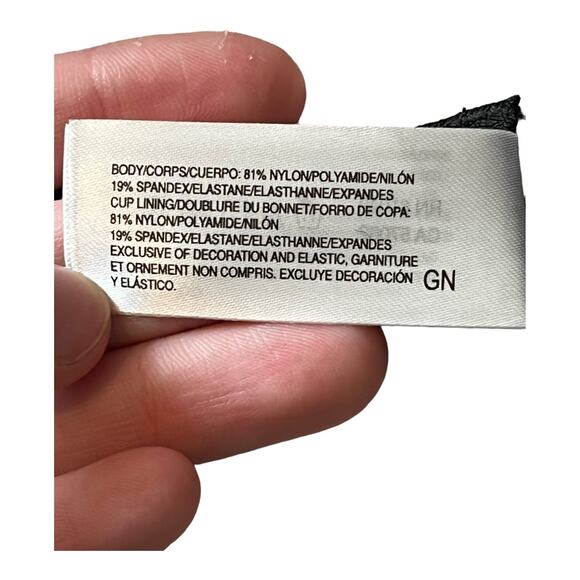 BODY/CORPS/CUERPO: 81% NYLON/POLYAMIDE/NILÓN
19% SPANDEX/ELASTANE/ELASTHANNE/EXPANDES
CUP LINING/DOUBLURE DU BONNET/FORRO DE COPA:
81% NYLON/POLYAMIDE/NILÓN
19% SPANDEX/ELASTANE/ELASTHANNE/EXPANDES
EXCLUSIVE OF DECORATION AND ELASTIC, GARNITURE
ET ORNEMENT NON COMPRIS. EXCLUYE DECORACIÓN
Y ELÁSTICO.
GN